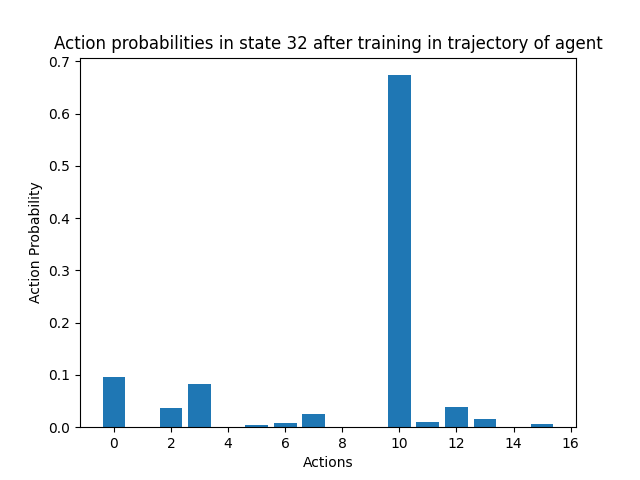 Action probabilities in state 32 after training in trajectory of agent
0.7
0.6
0.5
0.4
0.3
0.2
0.1
0.0
Action Probability
0 2 4 6 8 10 12 14 16
Actions